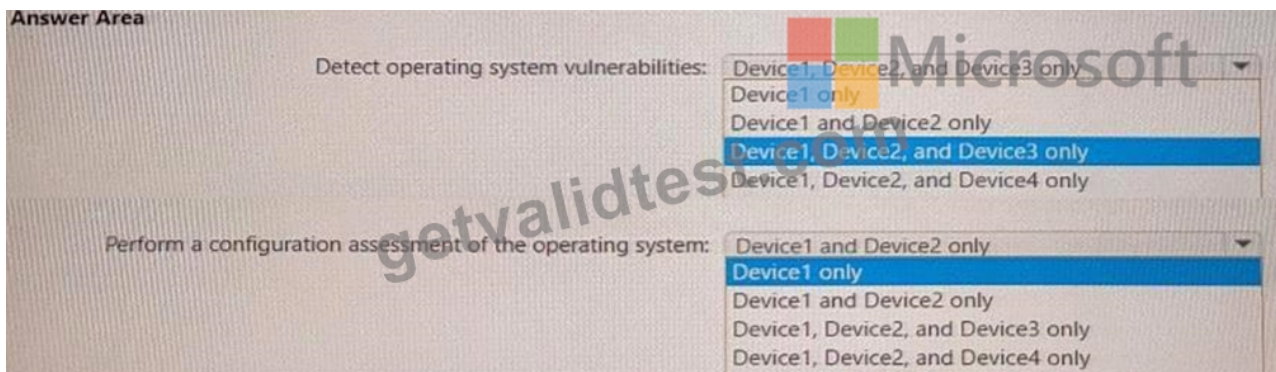 Answer Area
Microsoft
Detect operating system vulnerabilities: Device1, Device2, and Device3 only
Device1 only
Device1 and Device2 only
Device1, Device2, and Device3 only
Device1, Device2, and Device4 only
getvalidtest.com
Perform a configuration assessment of the operating system: Device1 and Device2 only
Device1 only
Device1 and Device2 only
Device1, Device2, and Device3 only
Device1, Device2, and Device4 only